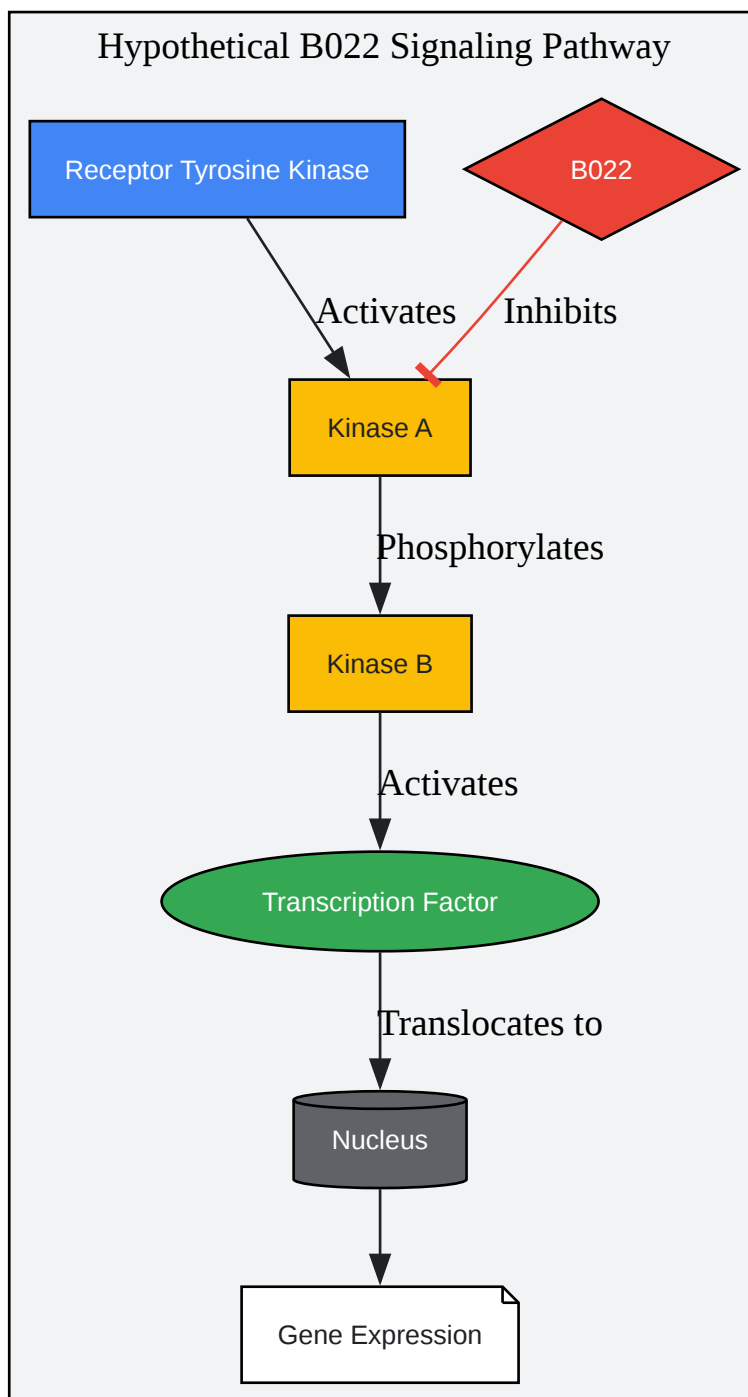 Hypothetical B022 Signaling Pathway
Receptor Tyrosine Kinase
B022
Activates
Inhibits
Kinase A
Phosphorylates
Kinase B
Activates
Transcription Factor
Translocates to
Nucleus
Gene Expression